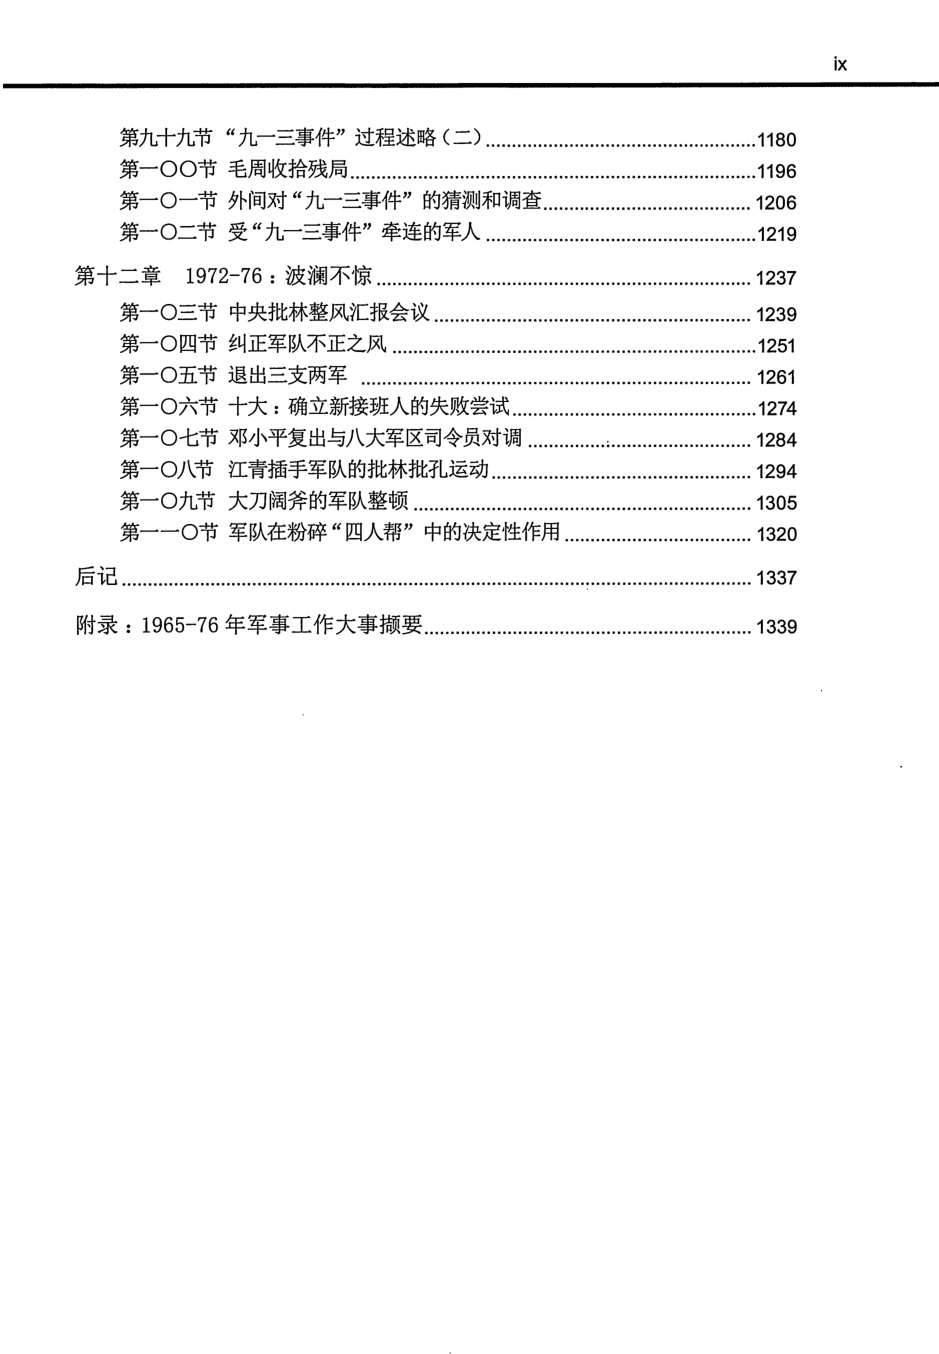 ix
第九十九节 “九一三事件”过程述略（二）..........1180
第一〇〇节 毛周收拾残局..........1196
第一〇一节 外间对“九一三事件”的猜测和调查..........1206
第一〇二节 受“九一三事件”牵连的军人..........1219
第十二章 1972-76：波澜不惊..........1237
第一〇三节 中央批林整风汇报会议..........1239
第一〇四节 纠正军队不正之风..........1251
第一〇五节 退出三支两军..........1261
第一〇六节 十大：确立新接班人的失败尝试..........1274
第一〇七节 邓小平复出与八大军区司令员对调..........1284
第一〇八节 江青插手军队的批林批孔运动..........1294
第一〇九节 大刀阔斧的军队整顿..........1305
第一一〇节 军队在粉碎“四人帮”中的决定性作用..........1320
后记..........1337
附录：1965-76年军事工作大事撷要..........1339